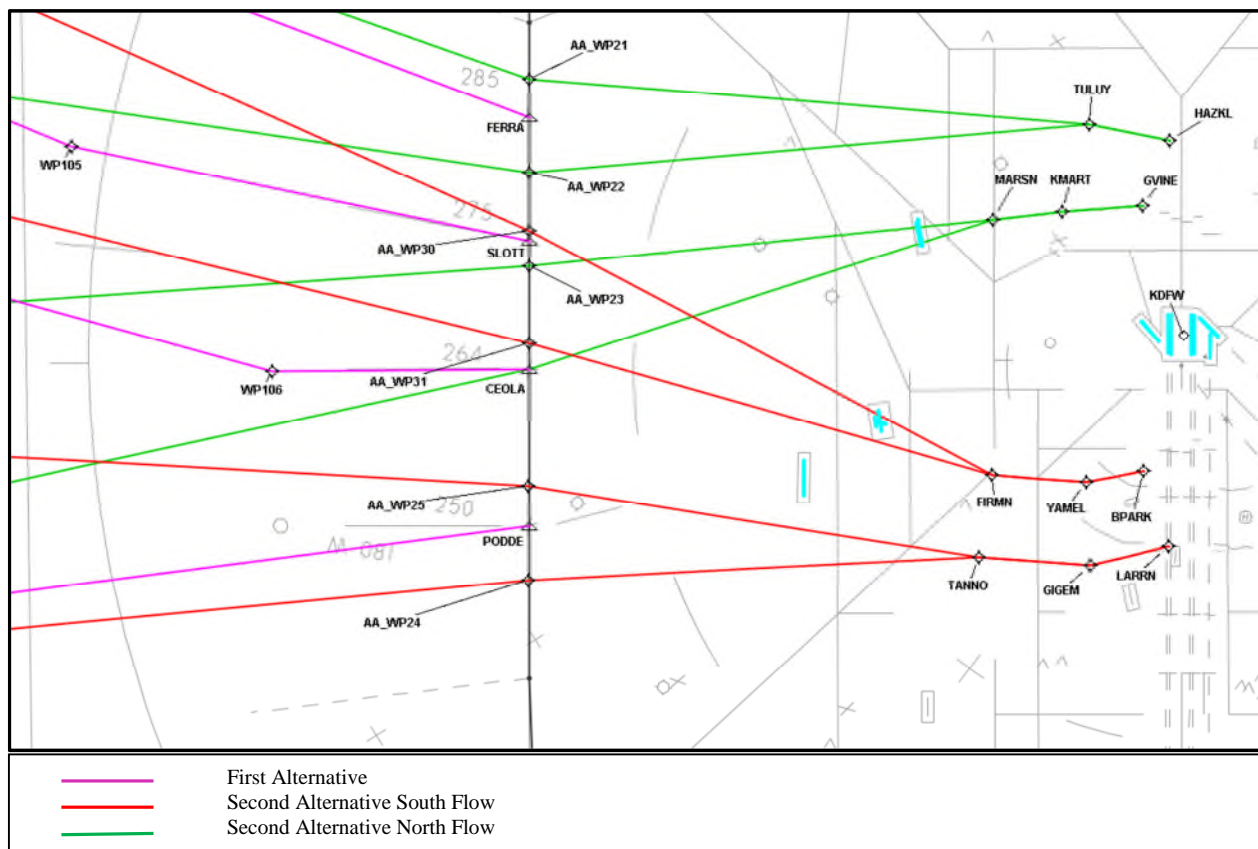 AA_WP21
285
TULUY
HAZKL
FERRA
WP105
AA_WP22
MARSN
KMART
GVINE
275
AA_WP30
SLOTT
AA_WP23
KDFW
264
AA_WP31
WP106
CEOLA
AA_WP25
250
FIRMN
YAMEL
BPARK
PODDE
W 081
TANNO
GIGEM
LARRN
AA_WP24
First Alternative
Second Alternative South Flow
Second Alternative North Flow